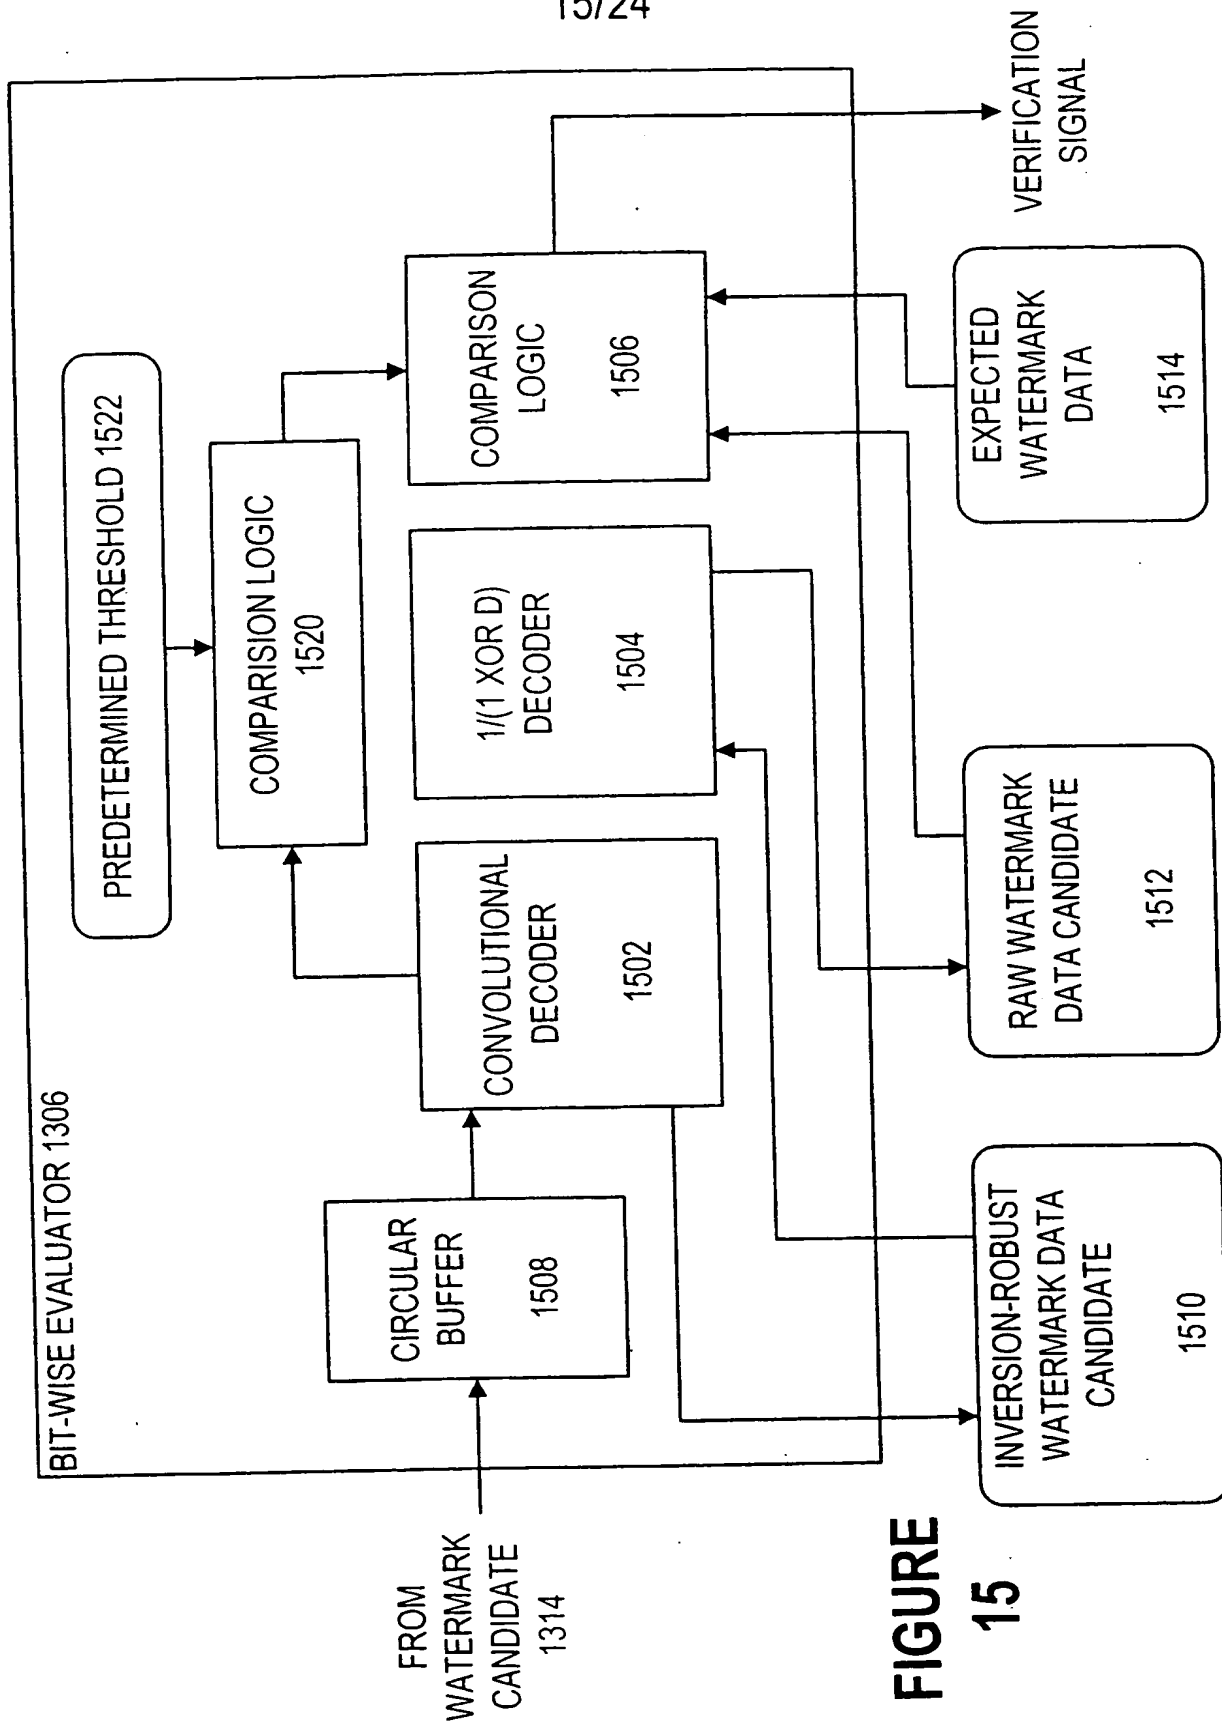 15/24
BIT-WISE EVALUATOR 1306
PREDETERMINED THRESHOLD 1522
COMPARISION LOGIC
1520
FROM
WATERMARK
CANDIDATE
1314
CIRCULAR
BUFFER
1508
CONVOLUTIONAL
DECODER
1502
1/(1 XOR D)
DECODER
1504
COMPARISON
LOGIC
1506
VERIFICATION
SIGNAL
INVERSION-ROBUST
WATERMARK DATA
CANDIDATE
1510
RAW WATERMARK
DATA CANDIDATE
1512
EXPECTED
WATERMARK
DATA
1514
FIGURE
15